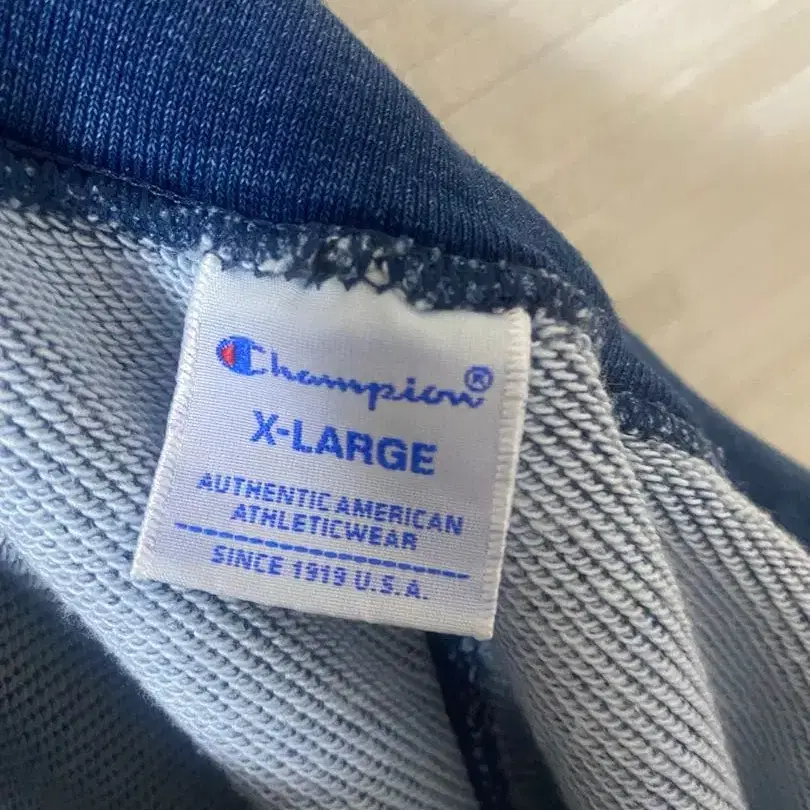 Champion®
X-LARGE
AUTHENTIC AMERICAN
ATHLETICWEAR
SINCE 1919 U.S.A.